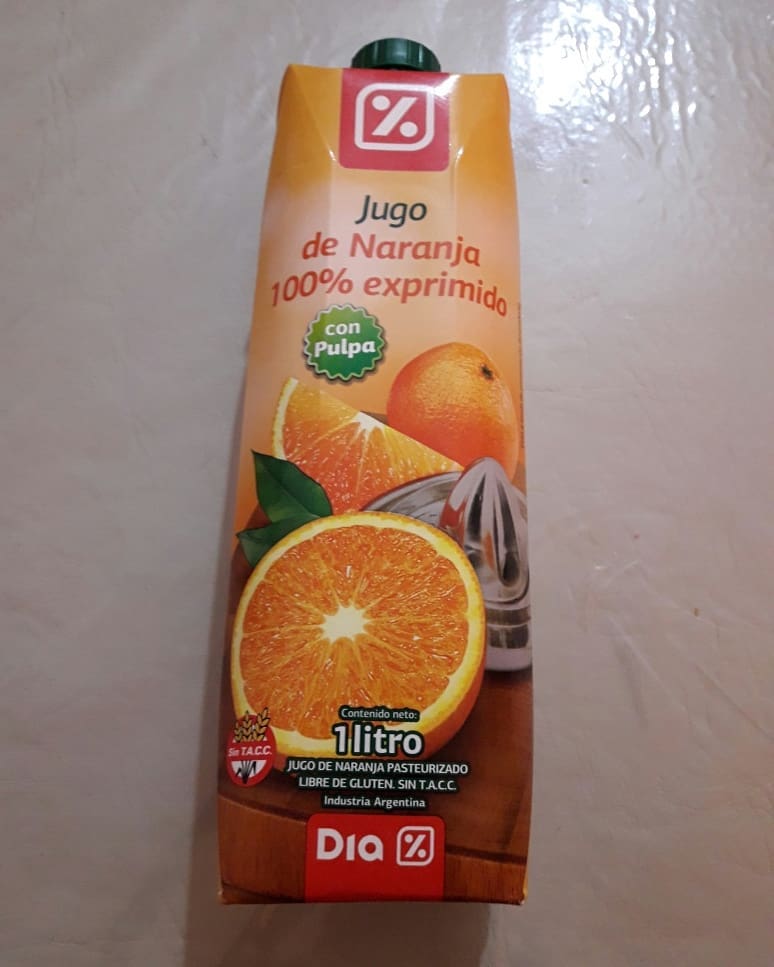 Jugo
de Naranja
100% exprimido
con
Pulpa
Contenido neto:
1 litro
Sin T.A.C.C.
JUGO DE NARANJA PASTEURIZADO
LIBRE DE GLUTEN. SIN T.A.C.C.
Industria Argentina
DIA %